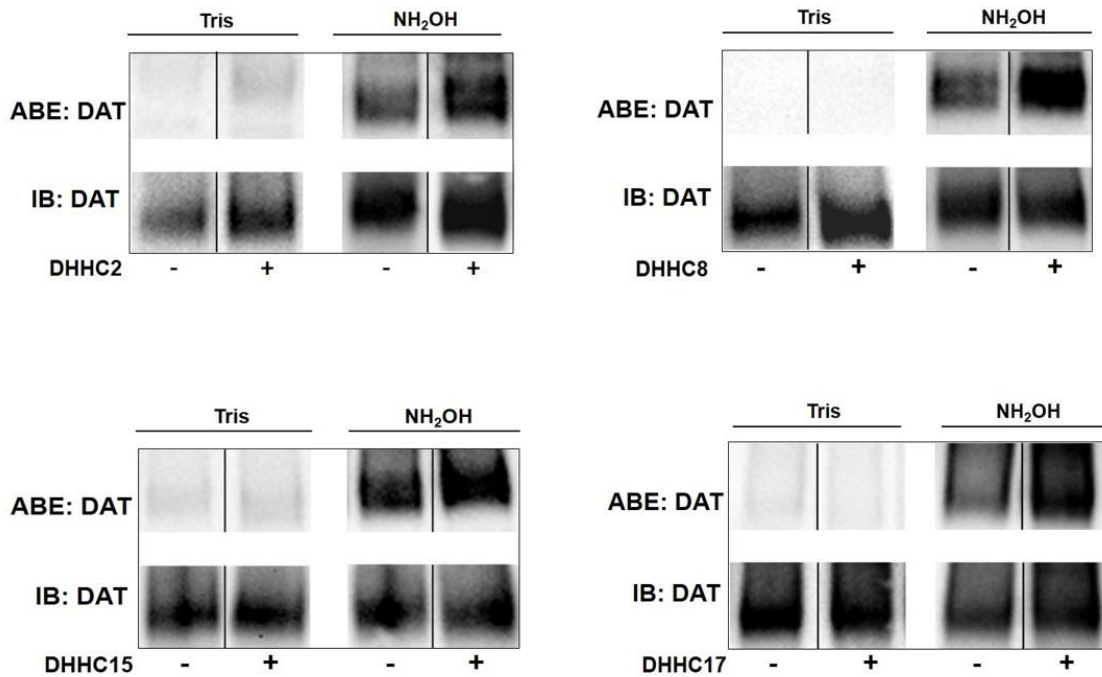 Tris NH₂OH
ABE: DAT
IB: DAT
DHHC2 - + - +
Tris NH₂OH
ABE: DAT
IB: DAT
DHHC8 - + - +
Tris NH₂OH
ABE: DAT
IB: DAT
DHHC15 - + - +
Tris NH₂OH
ABE: DAT
IB: DAT
DHHC17 - + - +